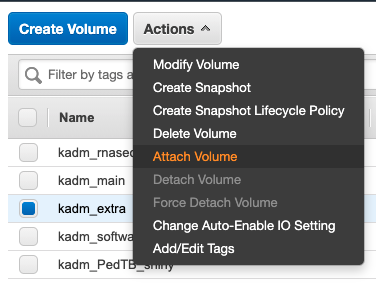 Create Volume
Actions
Filter by tags a
Name
kadm_rnase
kadm_main
kadm_extra
kadm_softwa
kadm_PedTB_shiny
Modify Volume
Create Snapshot
Create Snapshot Lifecycle Policy
Delete Volume
Attach Volume
Detach Volume
Force Detach Volume
Change Auto-Enable IO Setting
Add/Edit Tags